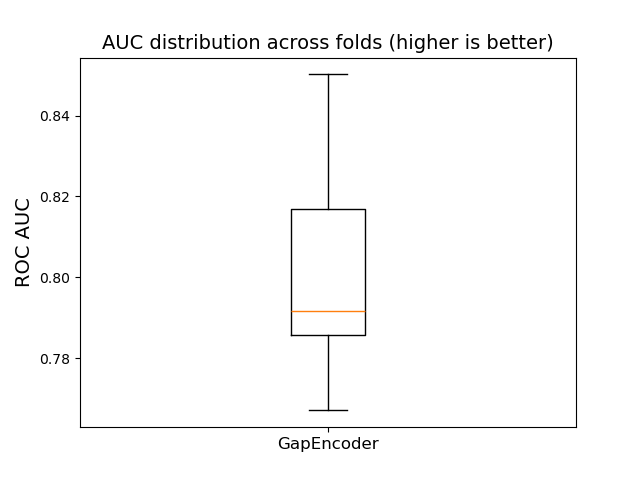 AUC distribution across folds (higher is better)
ROC AUC
0.84
0.82
0.80
0.78
GapEncoder